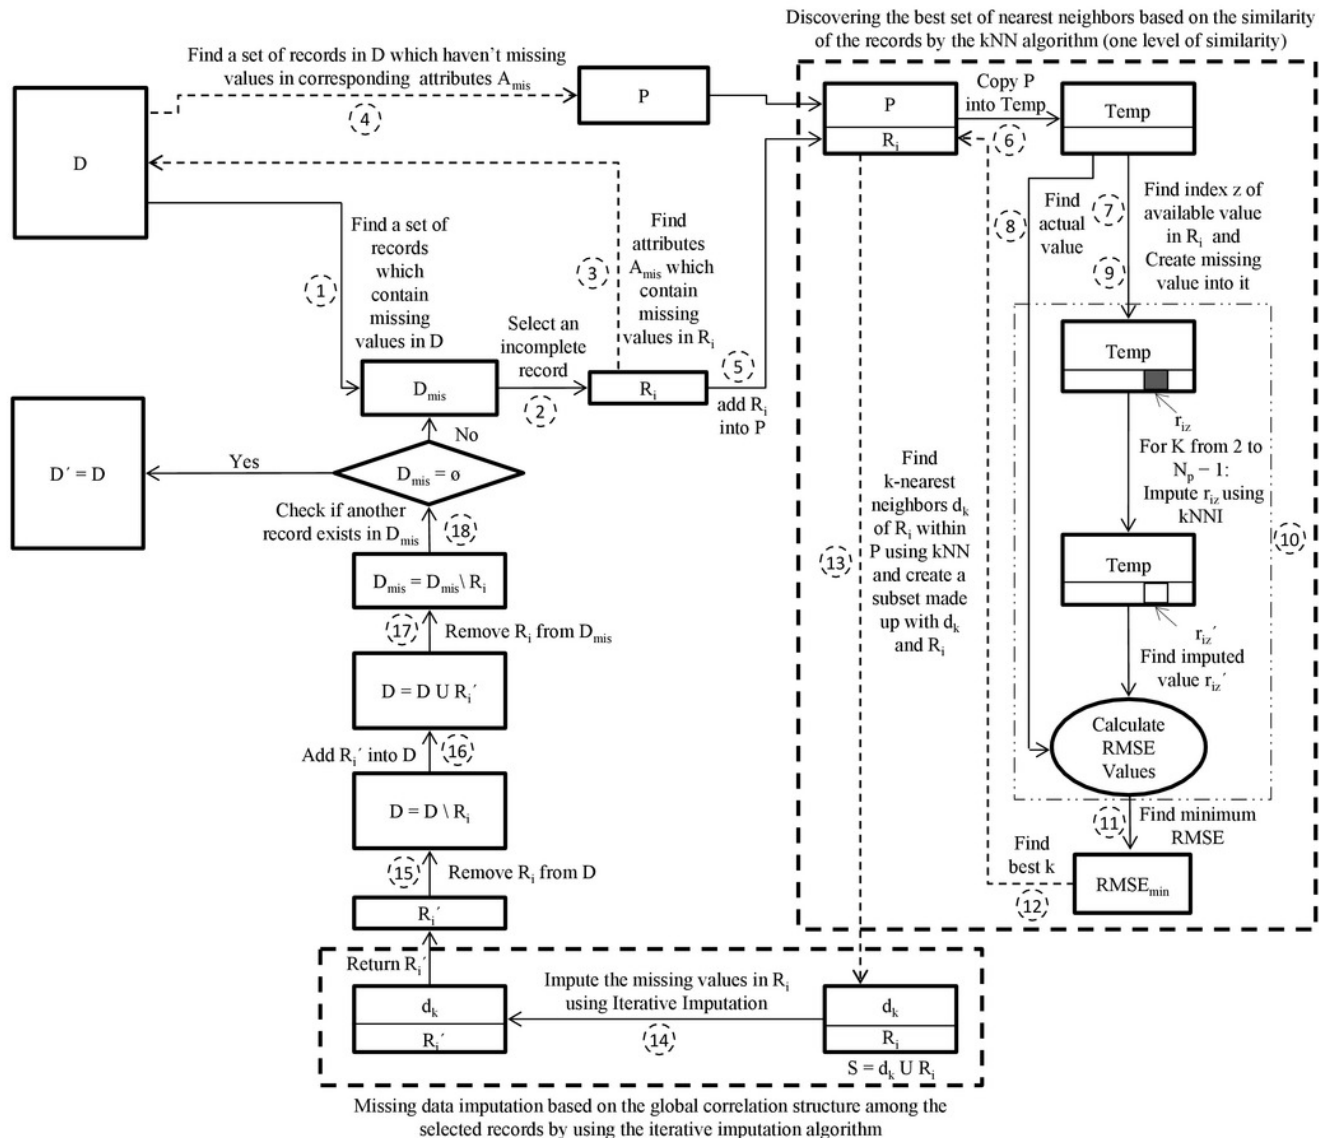 Discovering the best set of nearest neighbors based on the similarity
of the records by the kNN algorithm (one level of similarity)
Find a set of records in D which haven't missing
values in corresponding attributes A_mis
4
D
P
P
R_i
Copy P
into Temp
6
Temp
Find a set of
records
which
contain
missing
values in D
1
3
Find
attributes
A_mis which
contain
missing
values in R_i
8
Find
actual
value
7
9
Find index z of
available value
in R_i and
Create missing
value into it
Select an
incomplete
record
2
D_mis
R_i
5
add R_i
into P
Temp
r_iz
For K from 2 to
N_p − 1:
Impute r_iz using
kNNI
10
Temp
r_iz´
Find imputed
value r_iz´
Calculate
RMSE
Values
11
Find minimum
RMSE
RMSE_min
Find
best k
12
13
Find
k-nearest
neighbors d_k
of R_i within
P using kNN
and create a
subset made
up with d_k
and R_i
No
Yes
D´ = D
D_mis = ø
Check if another
record exists in D_mis
18
D_mis = D_mis \ R_i
17
Remove R_i from D_mis
D = D U R_i´
Add R_i´ into D
16
D = D \ R_i
15
Remove R_i from D
R_i´
Return R_i´
d_k
R_i´
Impute the missing values in R_i
using Iterative Imputation
14
d_k
R_i
S = d_k U R_i
Missing data imputation based on the global correlation structure among the
selected records by using the iterative imputation algorithm